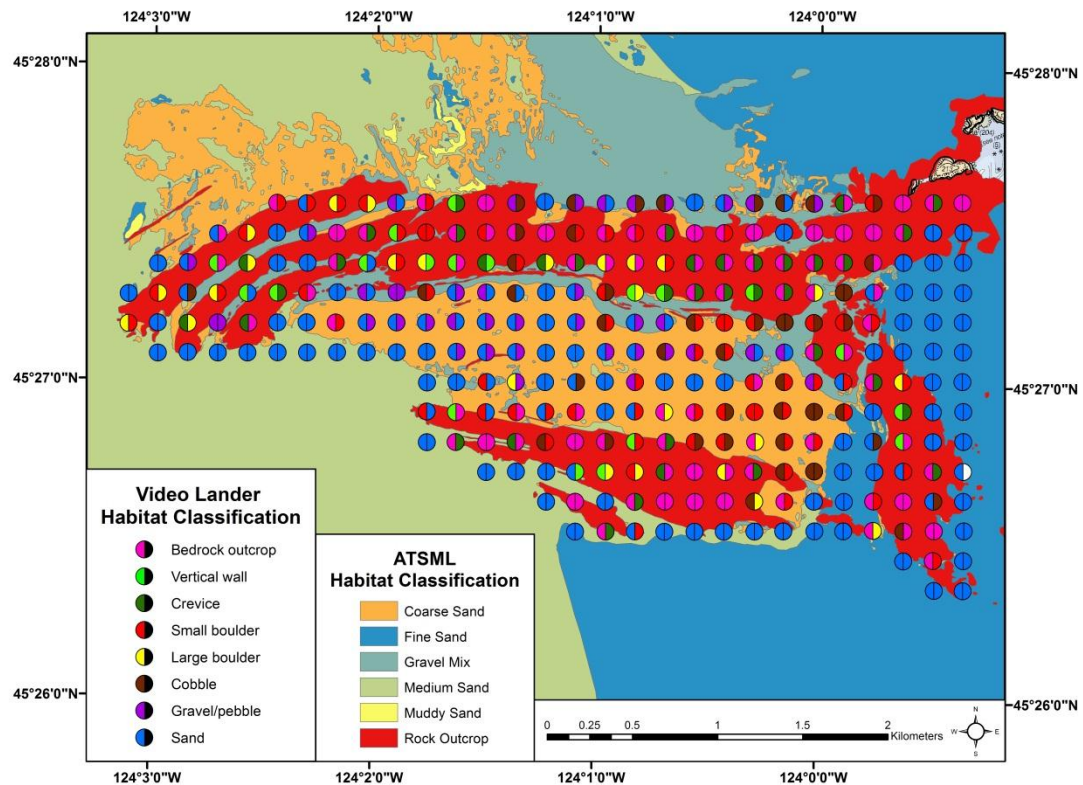 124°3'0"W 124°2'0"W 124°1'0"W 124°0'0"W
45°28'0"N 45°28'0"N
45°27'0"N 45°27'0"N
45°26'0"N 45°26'0"N
Video Lander
Habitat Classification
Bedrock outcrop
Vertical wall
Crevice
Small boulder
Large boulder
Cobble
Gravel/pebble
Sand
ATSML
Habitat Classification
Coarse Sand
Fine Sand
Gravel Mix
Medium Sand
Muddy Sand
Rock Outcrop
0 0.25 0.5 1 1.5 2
Kilometers
N
W E
S
124°3'0"W 124°2'0"W 124°1'0"W 124°0'0"W